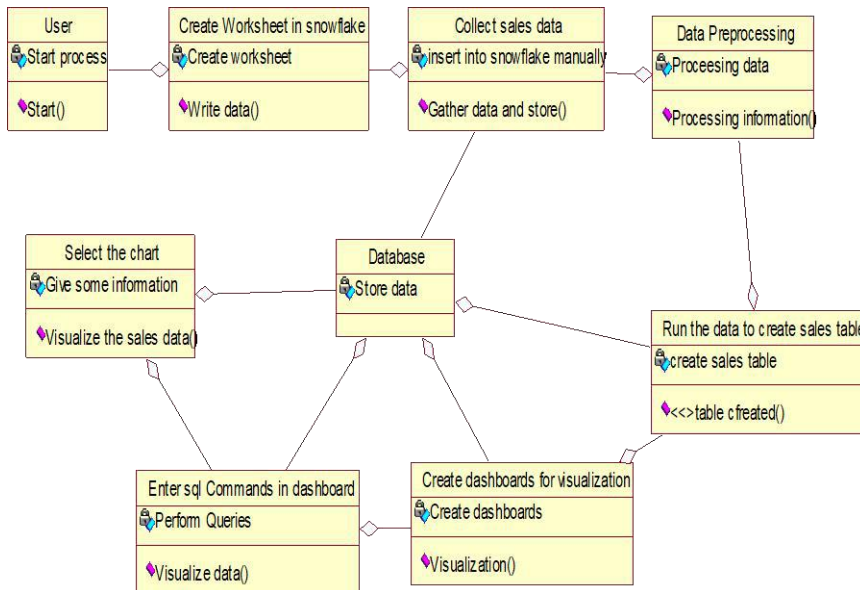 User
Start process
Start()
Create Worksheet in snowflake
Create worksheet
Write data()
Collect sales data
insert into snowflake manually
Gather data and store()
Data Preprocessing
Proceesing data
Processing information()
Select the chart
Give some information
Visualize the sales data()
Database
Store data
Run the data to create sales table
create sales table
<<>table cfreated()
Enter sql Commands in dashboard
Perform Queries
Visualize data()
Create dashboards for visualization
Create dashboards
Visualization()